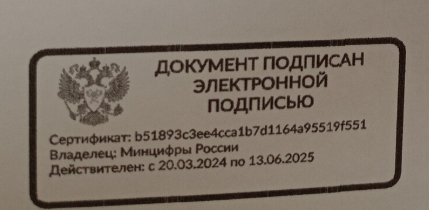 ДОКУМЕНТ ПОДПИСАН
ЭЛЕКТРОННОЙ
ПОДПИСЬЮ
Сертификат: b51893c3ee4cca1b7d1164a95519f551
Владелец: Минцифры России
Действителен: с 20.03.2024 по 13.06.2025